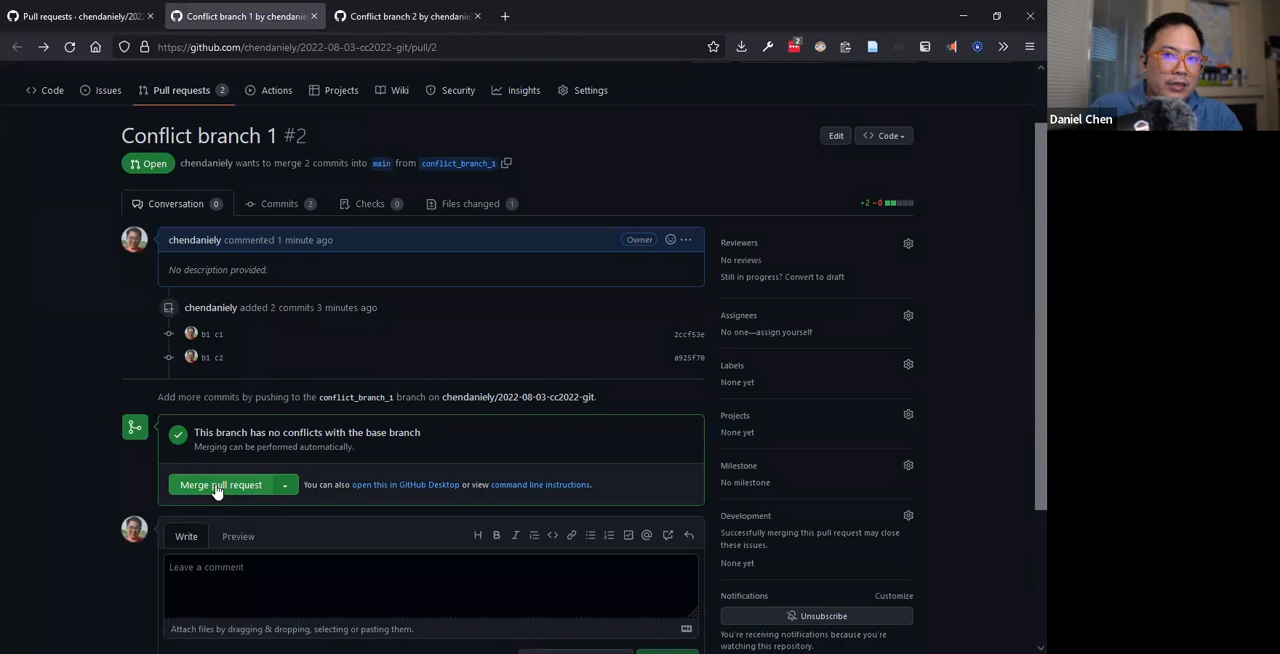 Pull requests · chendaniely/202
Conflict branch 1 by chendanie
Conflict branch 2 by chendanie
https://github.com/chendaniely/2022-08-03-cc2022-git/pull/2
2
Code
Issues
Pull requests 2
Actions
Projects
Wiki
Security
Insights
Settings
Daniel Chen
Conflict branch 1 #2
Edit
Code
Open
chendaniely wants to merge 2 commits into main from conflict_branch_1
Conversation 0
Commits 2
Checks 0
Files changed 1
+2 −0
chendaniely commented 1 minute ago
Owner
No description provided.
chendaniely added 2 commits 3 minutes ago
b1 c1
2ccf53e
b1 c2
a925f70
Add more commits by pushing to the conflict_branch_1 branch on chendaniely/2022-08-03-cc2022-git.
This branch has no conflicts with the base branch
Merging can be performed automatically.
Merge pull request
You can also open this in GitHub Desktop or view command line instructions.
Write
Preview
H B I
Leave a comment
Attach files by dragging & dropping, selecting or pasting them.
Reviewers
No reviews
Still in progress? Convert to draft
Assignees
No one—assign yourself
Labels
None yet
Projects
None yet
Milestone
No milestone
Development
Successfully merging this pull request may close
these issues.
None yet
Notifications
Customize
Unsubscribe
You're receiving notifications because you're
watching this repository.